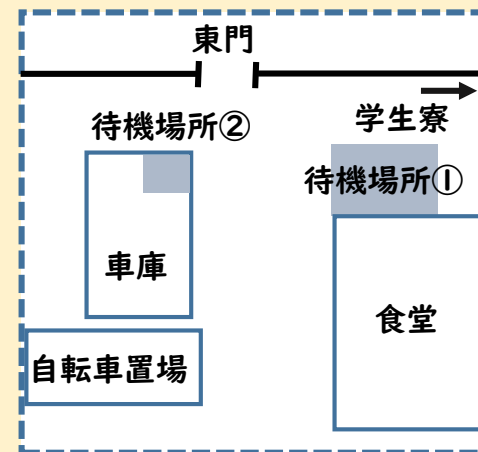 東門
待機場所②
学生寮
待機場所①
車庫
食堂
自転車置場